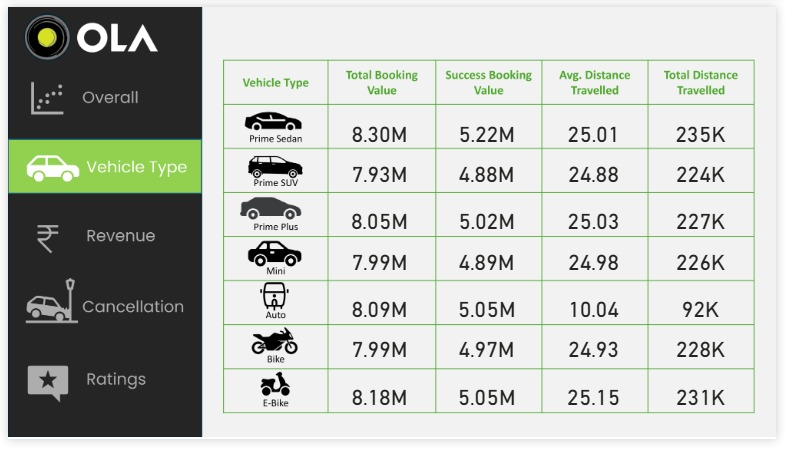 OLA
Overall
Vehicle Type
Revenue
Cancellation
Ratings
Vehicle Type Total Booking Value Success Booking Value Avg. Distance Travelled Total Distance Travelled
Prime Sedan 8.30M 5.22M 25.01 235K
Prime SUV 7.93M 4.88M 24.88 224K
Prime Plus 8.05M 5.02M 25.03 227K
Mini 7.99M 4.89M 24.98 226K
Auto 8.09M 5.05M 10.04 92K
Bike 7.99M 4.97M 24.93 228K
E-Bike 8.18M 5.05M 25.15 231K